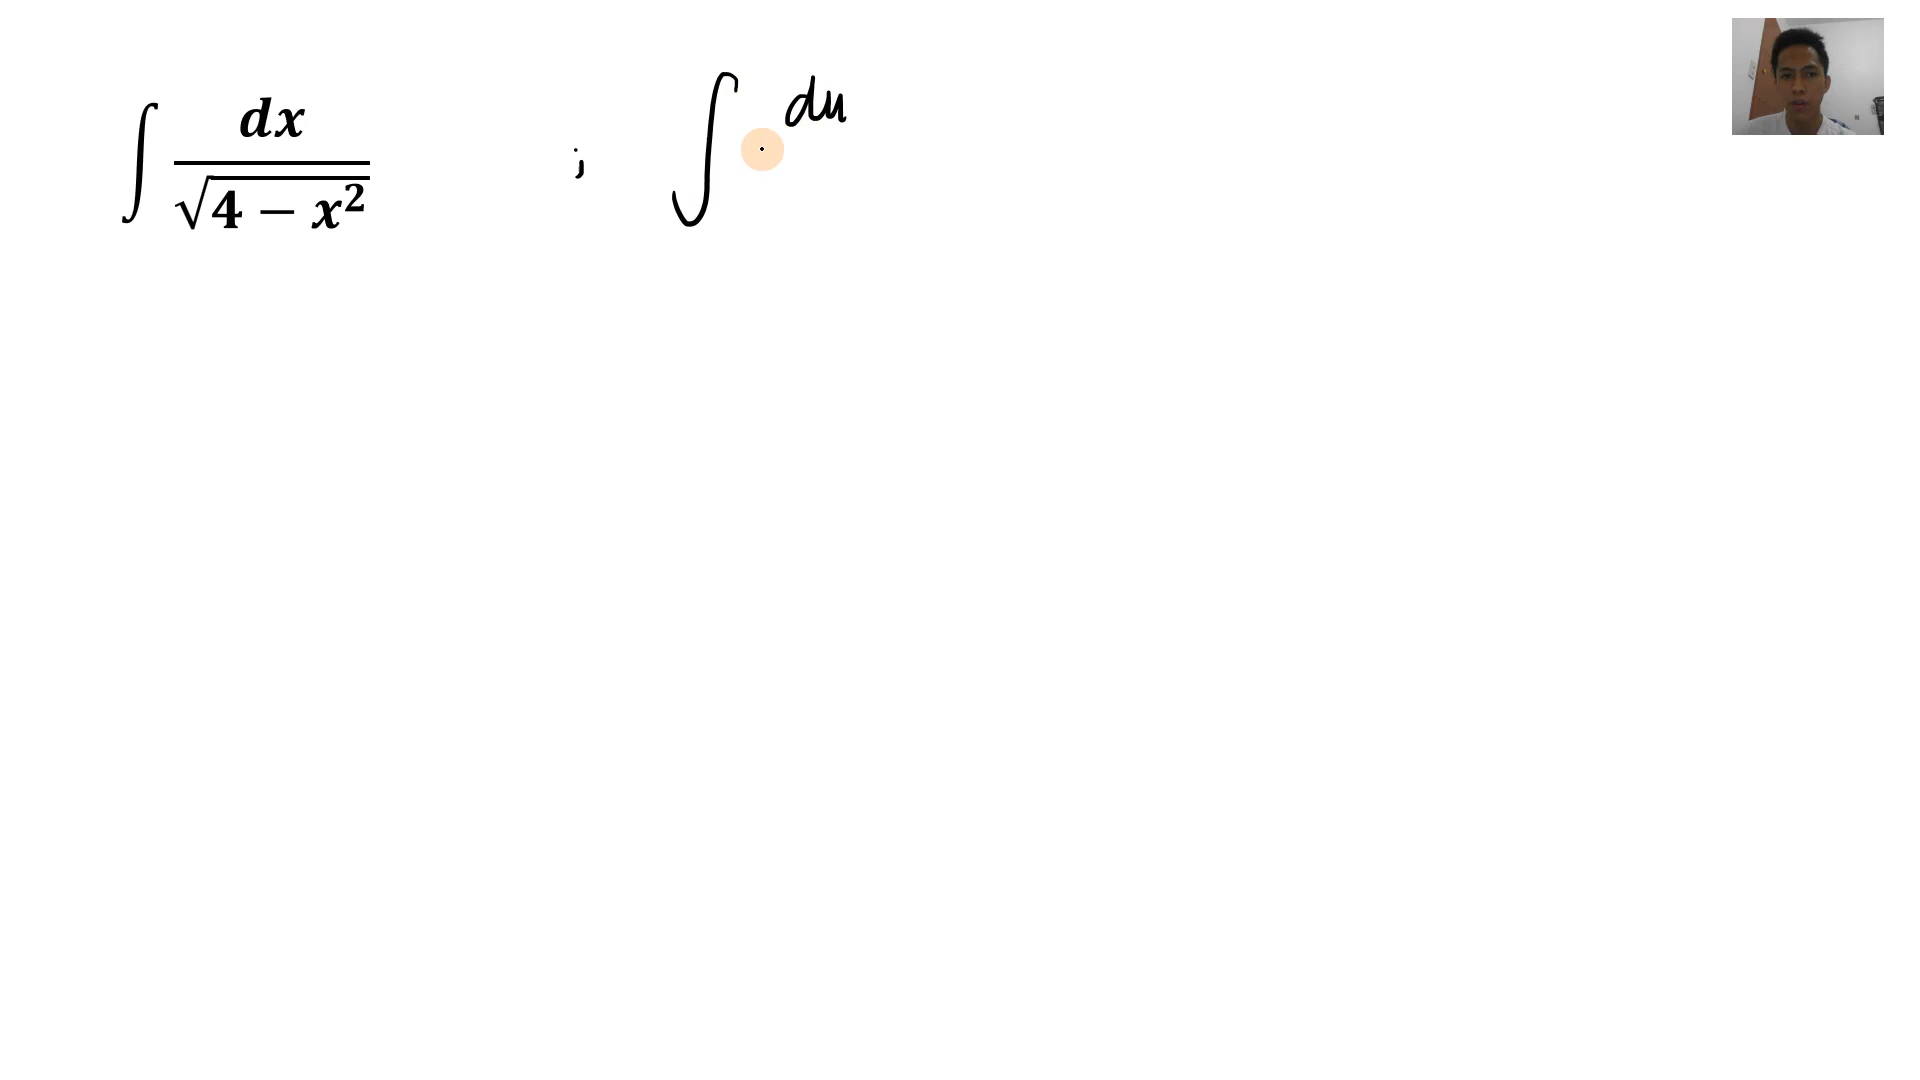 ∫ dx / √(4 − x²) ; ∫ du